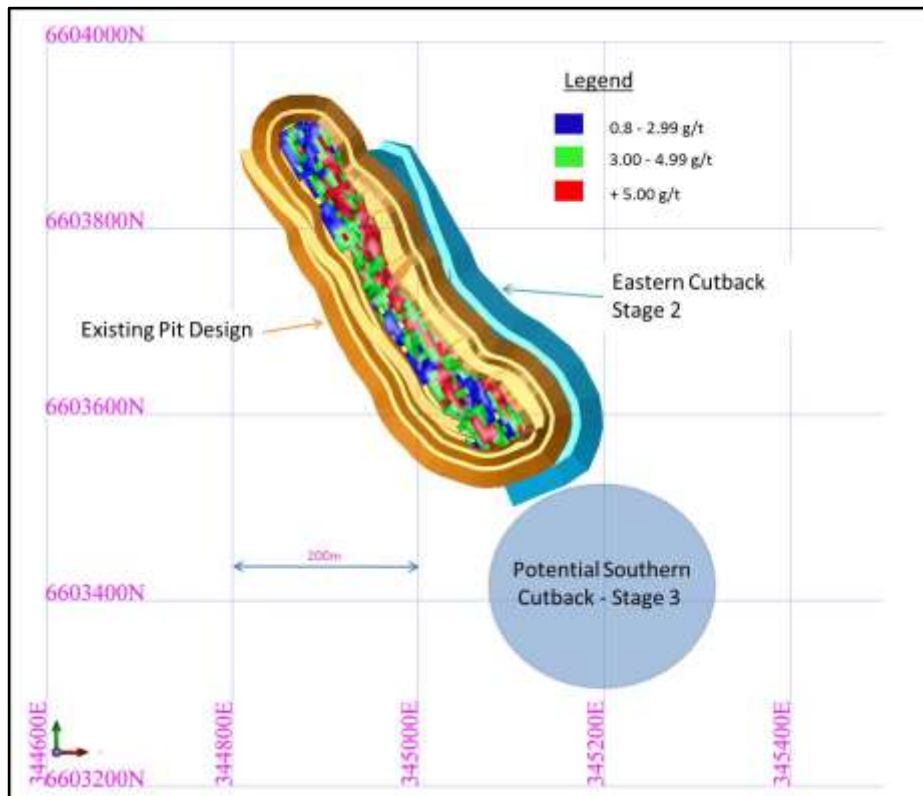 6604000N
Legend
0.8 - 2.99 g/t
3.00 - 4.99 g/t
+ 5.00 g/t
6603800N
Eastern Cutback
Stage 2
Existing Pit Design
6603600N
200m
Potential Southern
Cutback - Stage 3
6603400N
344600E
344800E
345000E
345200E
345400E
6603200N